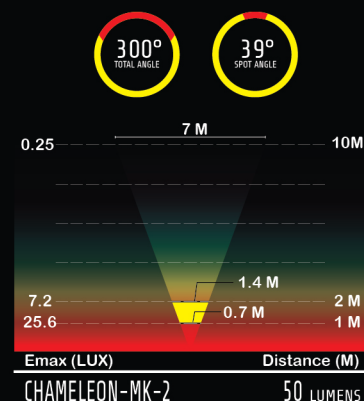 300°
TOTAL ANGLE
39°
SPOT ANGLE
7 M
0.25
10M
1.4 M
7.2
2 M
0.7 M
25.6
1 M
Emax (LUX)
Distance (M)
CHAMELEON-MK-2
50 LUMENS